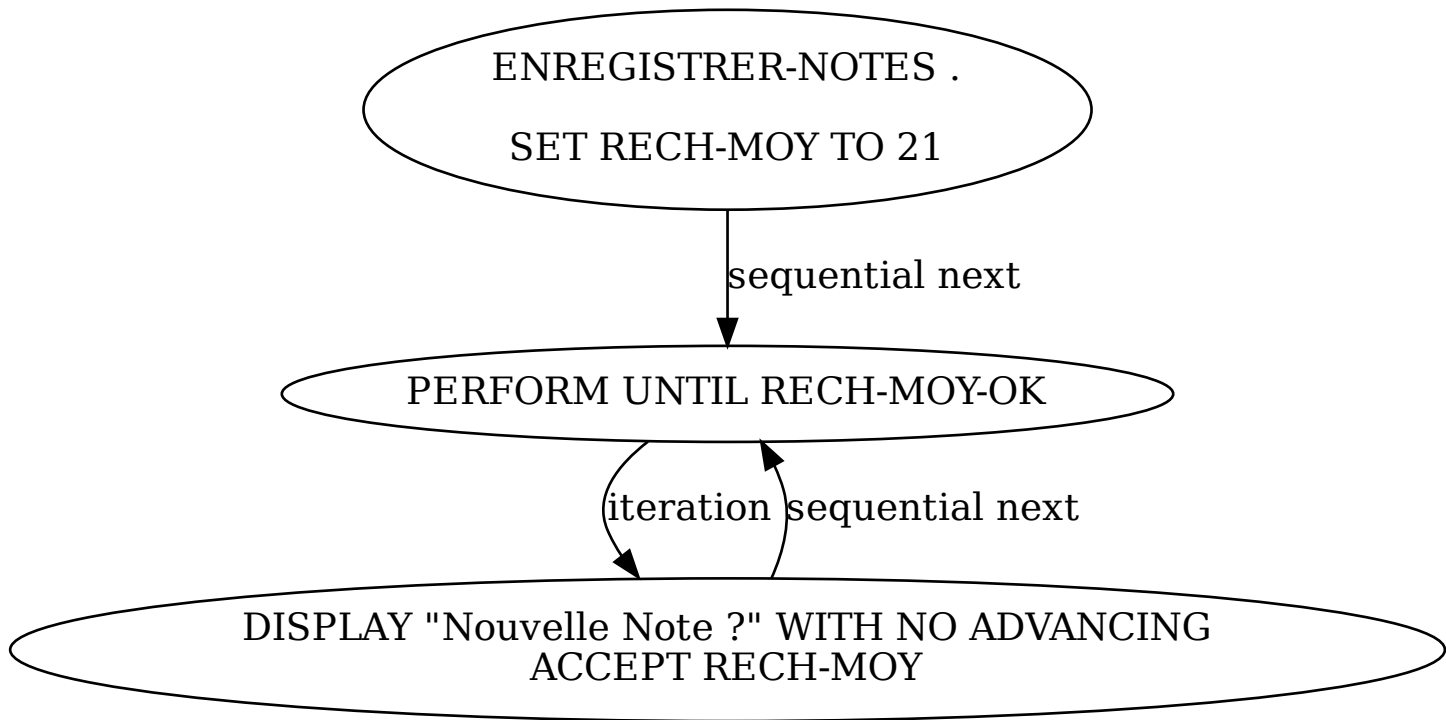 ENREGISTRER-NOTES .
SET RECH-MOY TO 21
sequential next
PERFORM UNTIL RECH-MOY-OK
iteration
sequential next
DISPLAY "Nouvelle Note ?" WITH NO ADVANCING
ACCEPT RECH-MOY